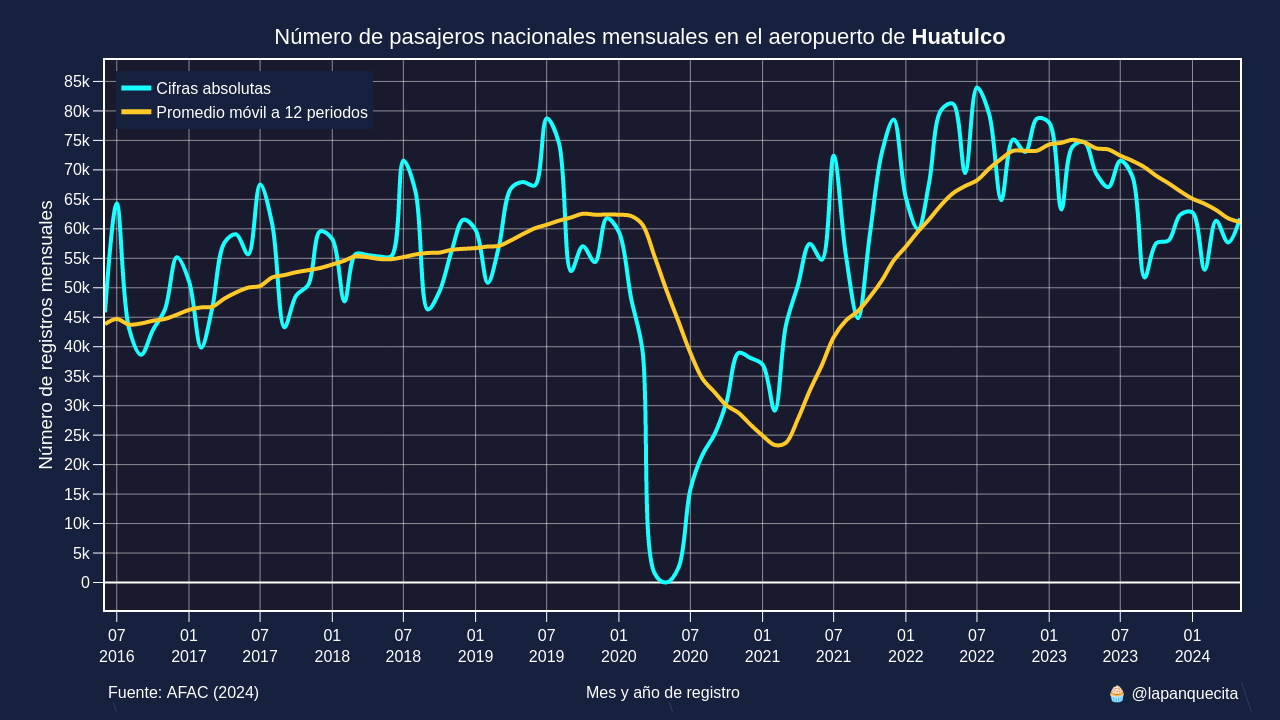 Número de pasajeros nacionales mensuales en el aeropuerto de Huatulco
Cifras absolutas
Promedio móvil a 12 periodos
Número de registros mensuales
85k
80k
75k
70k
65k
60k
55k
50k
45k
40k
35k
30k
25k
20k
15k
10k
5k
0
07 01 07 01 07 01 07 01 07 01 07 01 07 01 07 01
2016 2017 2017 2018 2018 2019 2019 2020 2020 2021 2021 2022 2022 2023 2023 2024
Fuente: AFAC (2024) Mes y año de registro 🧁 @lapanquecita